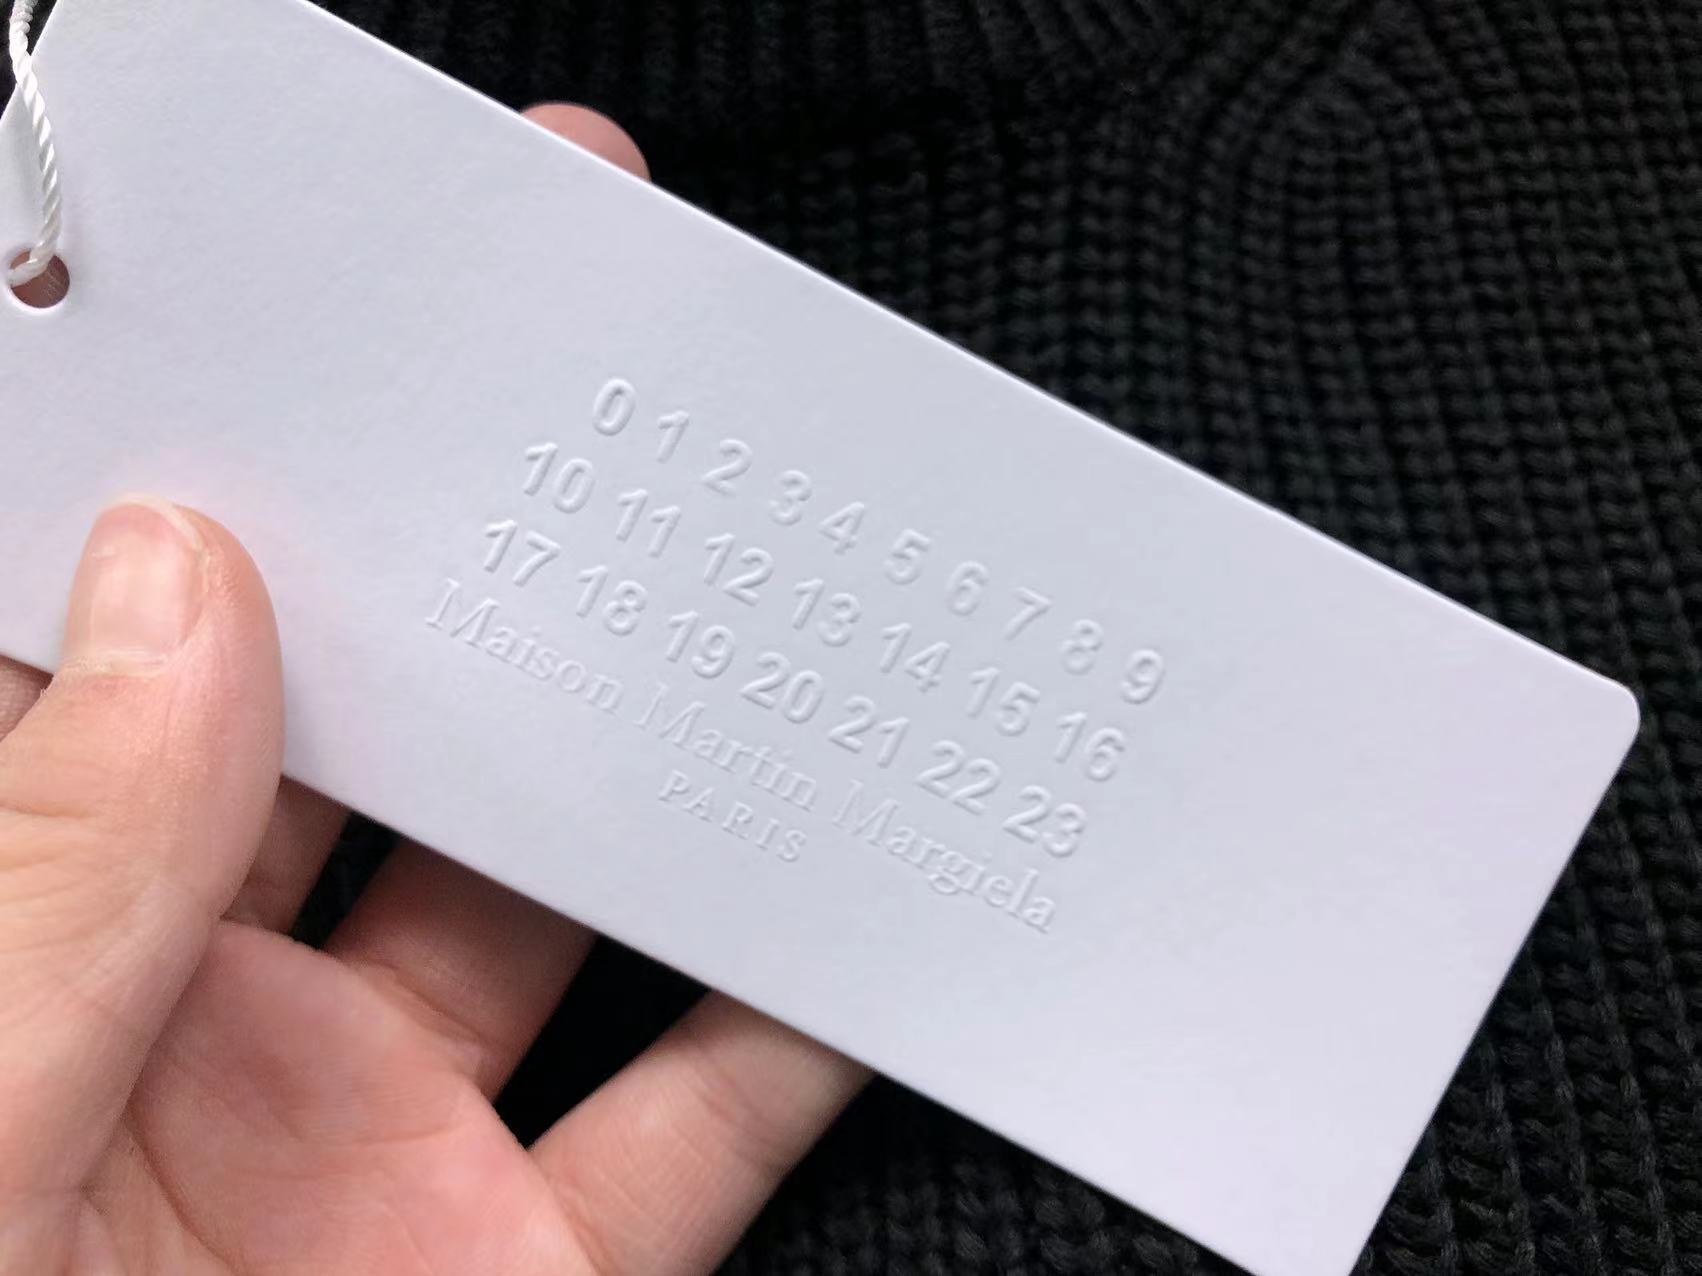 0 1 2 3 4 5 6 7 8 9
10 11 12 13 14 15 16
17 18 19 20 21 22 23
Maison Martin Margiela
PARIS